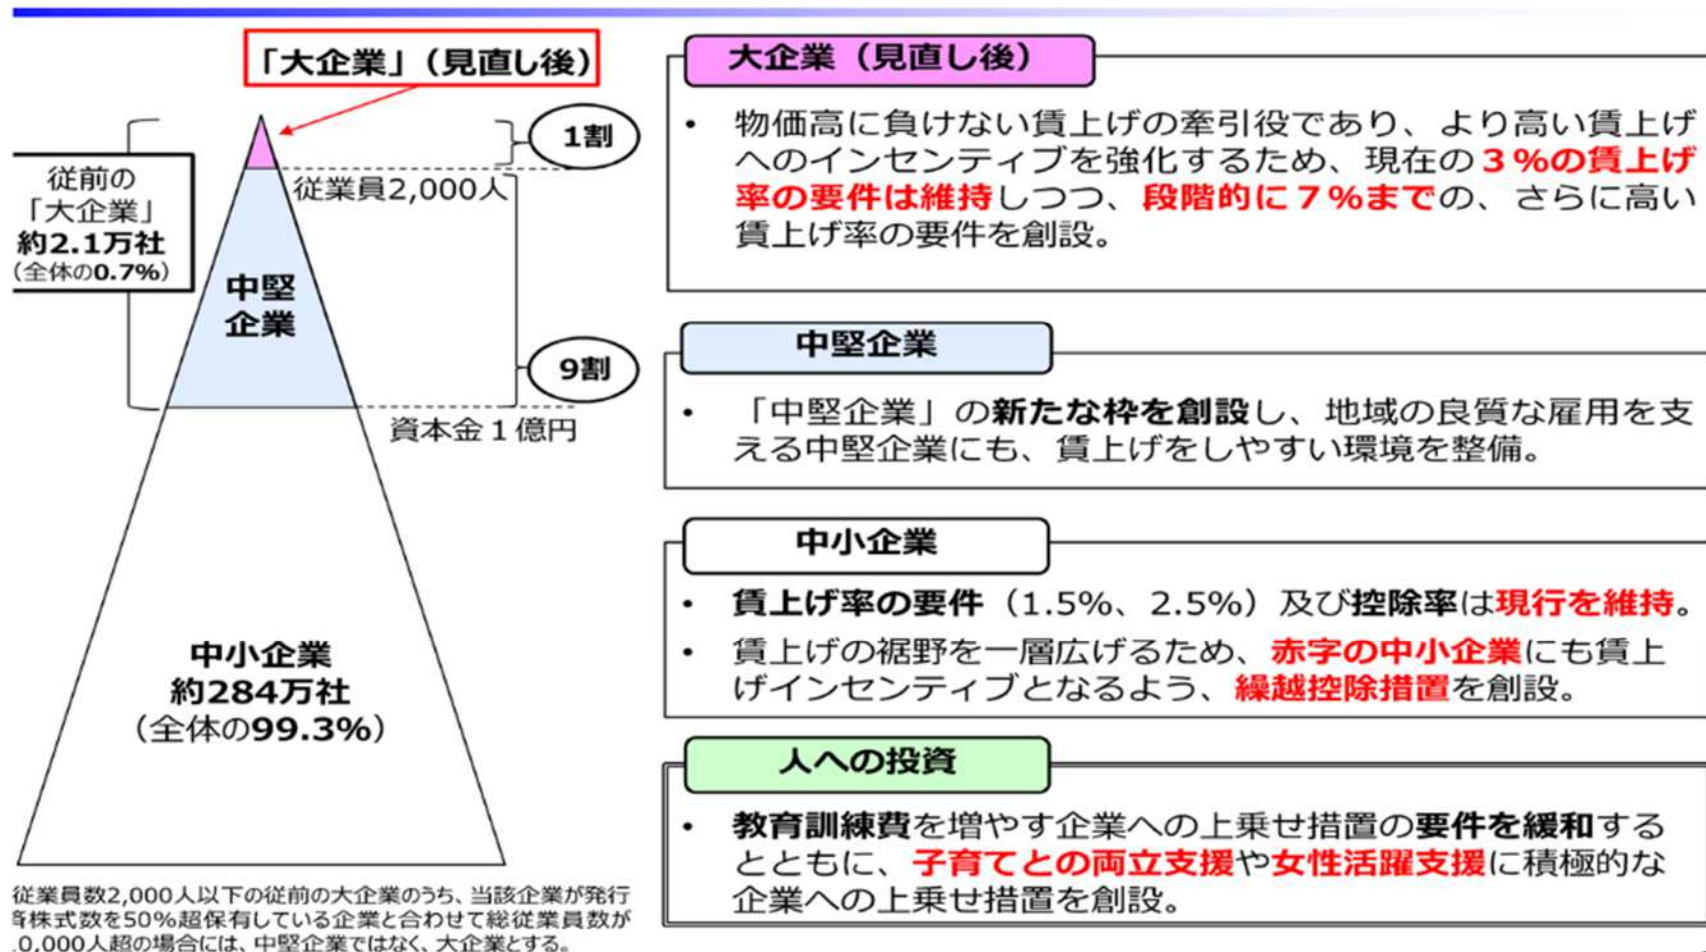 「大企業」（見直し後）
1割
従業員2,000人
従前の
「大企業」
約2.1万社
（全体の0.7%）
中堅
企業
9割
資本金１億円
中小企業
約284万社
（全体の99.3%）
従業員数2,000人以下の従前の大企業のうち、当該企業が発行
株式数を50%超保有している企業と合わせて総従業員数が
0,000人超の場合には、中堅企業ではなく、大企業とする。
大企業（見直し後）
• 物価高に負けない賃上げの牽引役であり、より高い賃上げ
へのインセンティブを強化するため、現在の３%の賃上げ
率の要件は維持しつつ、段階的に７%までの、さらに高い
賃上げ率の要件を創設。
中堅企業
• 「中堅企業」の新たな枠を創設し、地域の良質な雇用を支
える中堅企業にも、賃上げをしやすい環境を整備。
中小企業
• 賃上げ率の要件（1.5%、2.5%）及び控除率は現行を維持。
• 賃上げの裾野を一層広げるため、赤字の中小企業にも賃上
げインセンティブとなるよう、繰越控除措置を創設。
人への投資
• 教育訓練費を増やす企業への上乗せ措置の要件を緩和する
とともに、子育てとの両立支援や女性活躍支援に積極的な
企業への上乗せ措置を創設。